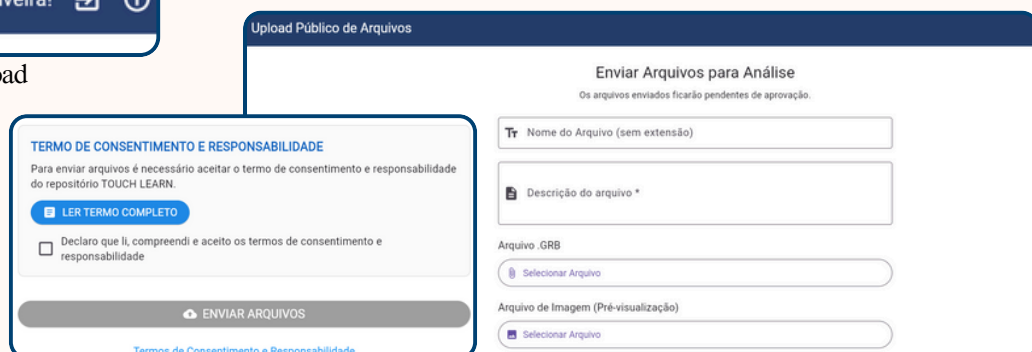 Upload Público de Arquivos
Enviar Arquivos para Análise
Os arquivos enviados ficarão pendentes de aprovação.
Nome do Arquivo (sem extensão)
Descrição do arquivo *
Arquivo .GRB
Selecionar Arquivo
Arquivo de Imagem (Pré-visualização)
Selecionar Arquivo
TERMO DE CONSENTIMENTO E RESPONSABILIDADE
Para enviar arquivos é necessário aceitar o termo de consentimento e responsabilidade
do repositório TOUCH LEARN.
LER TERMO COMPLETO
Declaro que li, compreendi e aceito os termos de consentimento e
responsabilidade
ENVIAR ARQUIVOS
Termos de Consentimento e Responsabilidade